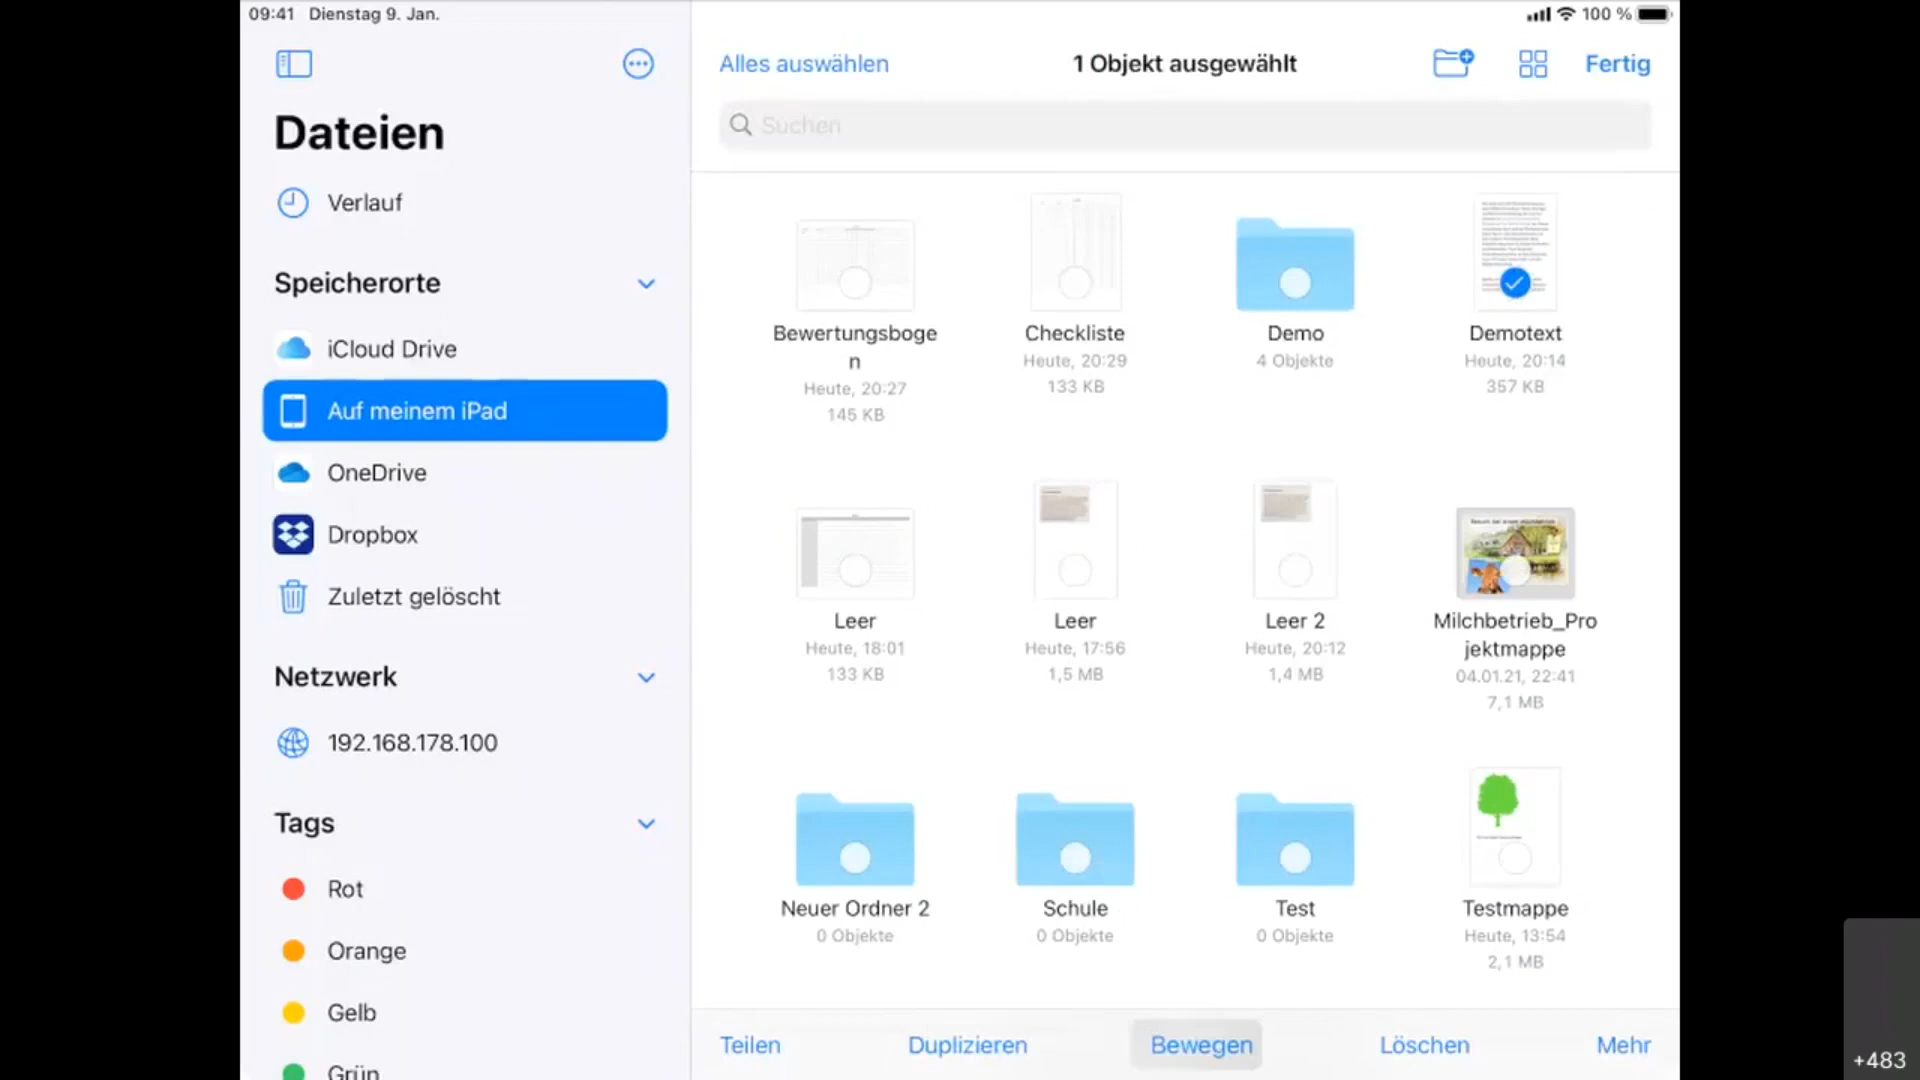 09:41 Dienstag 9. Jan.
100 %
Dateien
Verlauf
Speicherorte
iCloud Drive
Auf meinem iPad
OneDrive
Dropbox
Zuletzt gelöscht
Netzwerk
192.168.178.100
Tags
Rot
Orange
Gelb
Grün
Alles auswählen
1 Objekt ausgewählt
Fertig
Suchen
Bewertungsboge
n
Heute, 20:27
145 KB
Checkliste
Heute, 20:29
133 KB
Demo
4 Objekte
Demotext
Heute, 20:14
357 KB
Leer
Heute, 18:01
133 KB
Leer
Heute, 17:56
1,5 MB
Leer 2
Heute, 20:12
1,4 MB
Milchbetrieb_Pro
jektmappe
04.01.21, 22:41
7,1 MB
Neuer Ordner 2
0 Objekte
Schule
0 Objekte
Test
0 Objekte
Testmappe
Heute, 13:54
2,1 MB
Teilen
Duplizieren
Bewegen
Löschen
Mehr
+483